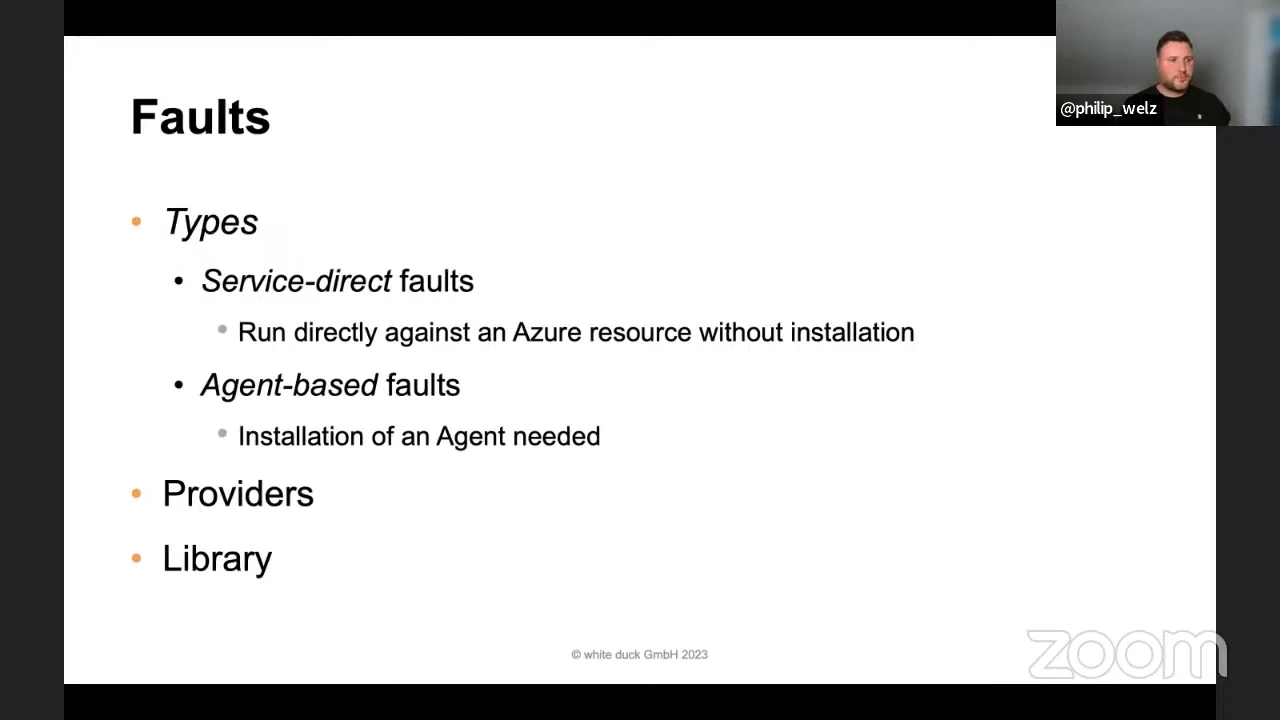 Faults
@philip_welz
• Types
• Service-direct faults
• Run directly against an Azure resource without installation
• Agent-based faults
• Installation of an Agent needed
• Providers
• Library
© white duck GmbH 2023
zoom